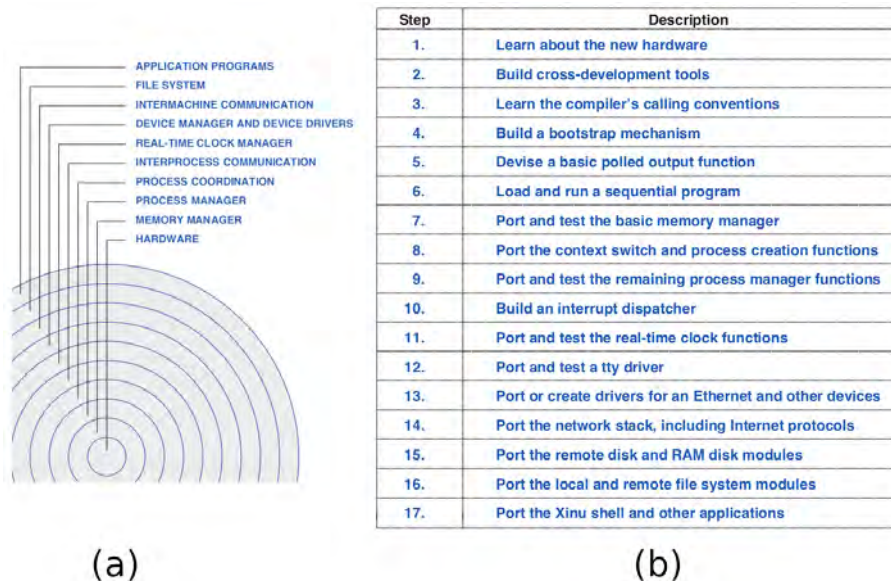 APPLICATION PROGRAMS
FILE SYSTEM
INTERMACHINE COMMUNICATION
DEVICE MANAGER AND DEVICE DRIVERS
REAL-TIME CLOCK MANAGER
INTERPROCESS COMMUNICATION
PROCESS COORDINATION
PROCESS MANAGER
MEMORY MANAGER
HARDWARE
(a)
Step Description
1. Learn about the new hardware
2. Build cross-development tools
3. Learn the compiler's calling conventions
4. Build a bootstrap mechanism
5. Devise a basic polled output function
6. Load and run a sequential program
7. Port and test the basic memory manager
8. Port the context switch and process creation functions
9. Port and test the remaining process manager functions
10. Build an interrupt dispatcher
11. Port and test the real-time clock functions
12. Port and test a tty driver
13. Port or create drivers for an Ethernet and other devices
14. Port the network stack, including Internet protocols
15. Port the remote disk and RAM disk modules
16. Port the local and remote file system modules
17. Port the Xinu shell and other applications
(b)